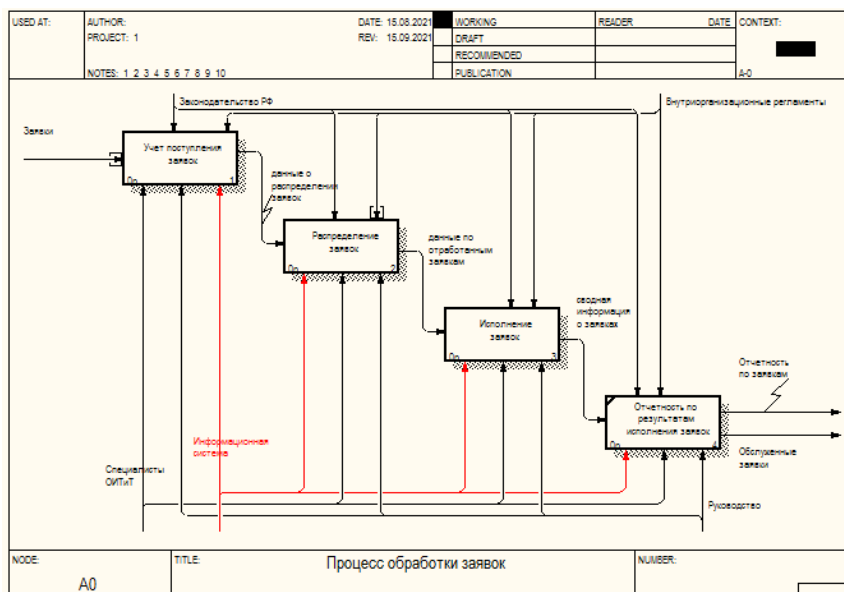 USED AT:
AUTHOR:
DATE: 15.08.2021
WORKING
READER
DATE
CONTEXT:
PROJECT: 1
REV: 15.09.2021
DRAFT
RECOMMENDED
NOTES: 1 2 3 4 5 6 7 8 9 10
PUBLICATION
A-0
Законодательство РФ
Внутриорганизационные регламенты
Заявки
Учет поступления
заявок
0р.
1
данные о
распределении
заявок
Распределение
заявок
0р.
2
данные по
отработанным
заявкам
Исполнение
заявок
0р.
3
сводная
информация
о заявках
Отчетность по
результатам
исполнения заявок
0р.
4
Отчетность
по заявкам
Обслуженные
заявки
Информационная
система
Специалисты
ОИТиТ
Руководство
NODE:
A0
TITLE:
Процесс обработки заявок
NUMBER: